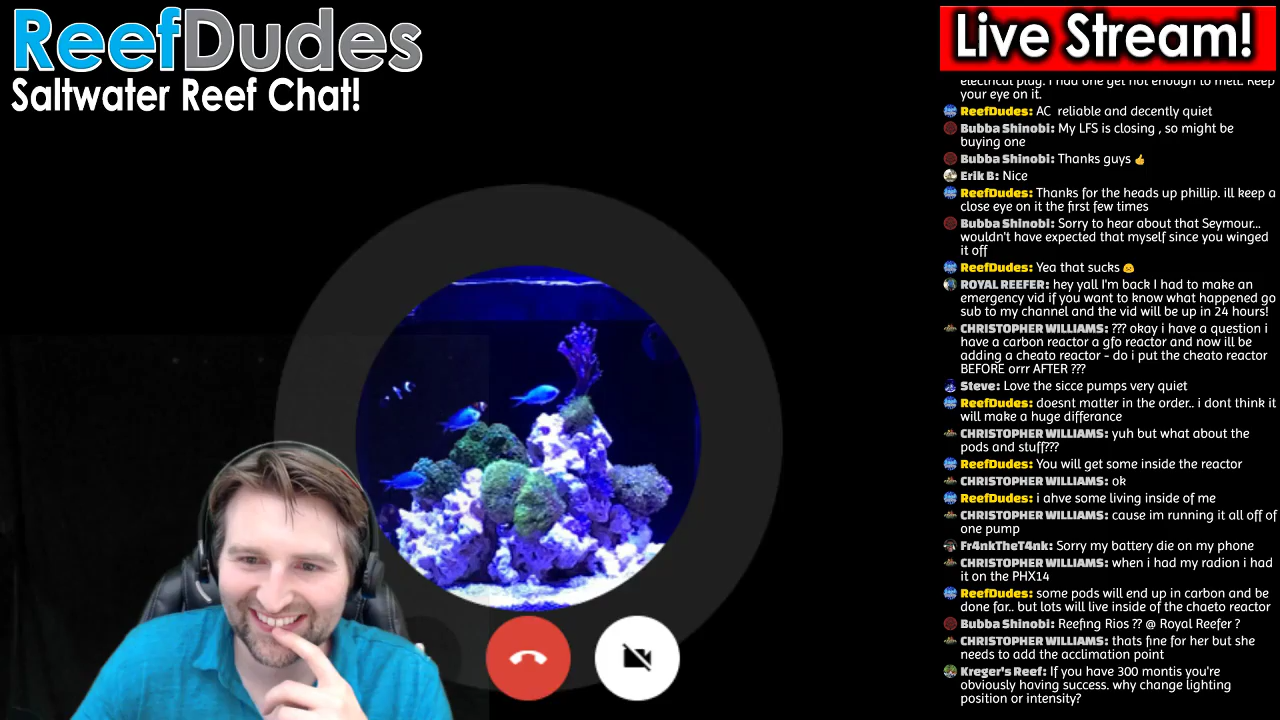 ReefDudes
Saltwater Reef Chat!
Live Stream!
electrical plug. I had one get hot enough to melt. Keep
your eye on it.
ReefDudes: AC reliable and decently quiet
Bubba Shinobi: My LFS is closing , so might be
buying one
Bubba Shinobi: Thanks guys 👍
Erik B: Nice
ReefDudes: Thanks for the heads up phillip. ill keep a
close eye on it the first few times
Bubba Shinobi: Sorry to hear about that Seymour...
wouldn't have expected that myself since you winged
it off
ReefDudes: Yea that sucks
ROYAL REEFER: hey yall I'm back I had to make an
emergency vid if you want to know what happened go
sub to my channel and the vid will be up in 24 hours!
CHRISTOPHER WILLIAMS: ??? okay i have a question i
have a carbon reactor a gfo reactor and now ill be
adding a cheato reactor - do i put the cheato reactor
BEFORE orrr AFTER ???
Steve: Love the sicce pumps very quiet
ReefDudes: doesnt matter in the order.. i dont think it
will make a huge differance
CHRISTOPHER WILLIAMS: yuh but what about the
pods and stuff???
ReefDudes: You will get some inside the reactor
CHRISTOPHER WILLIAMS: ok
ReefDudes: i ahve some living inside of me
CHRISTOPHER WILLIAMS: cause im running it all off of
one pump
Fr4nkTheT4nk: Sorry my battery die on my phone
CHRISTOPHER WILLIAMS: when i had my radion i had
it on the PHX14
ReefDudes: some pods will end up in carbon and be
done far.. but lots will live inside of the chaeto reactor
Bubba Shinobi: Reefing Rios ?? @ Royal Reefer ?
CHRISTOPHER WILLIAMS: thats fine for her but she
needs to add the acclimation point
Kreger's Reef: If you have 300 montis you're
obviously having success. why change lighting
position or intensity?